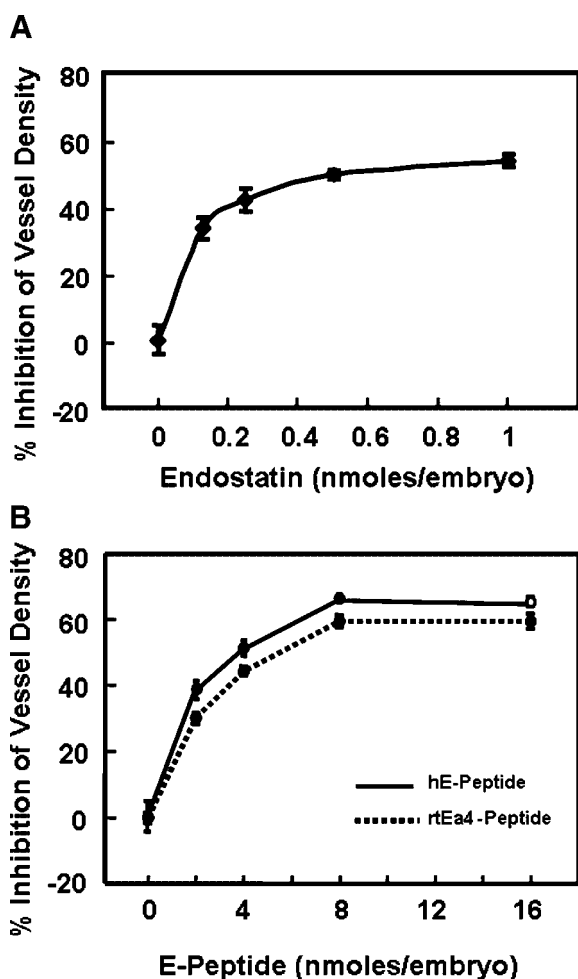 A
% Inhibition of Vessel Density
80
60
40
20
0
-20
0 0.2 0.4 0.6 0.8 1
Endostatin (nmoles/embryo)
B
% Inhibition of Vessel Density
80
60
40
20
0
-20
hE-Peptide
rtEa4-Peptide
0 4 8 12 16
E-Peptide (nmoles/embryo)